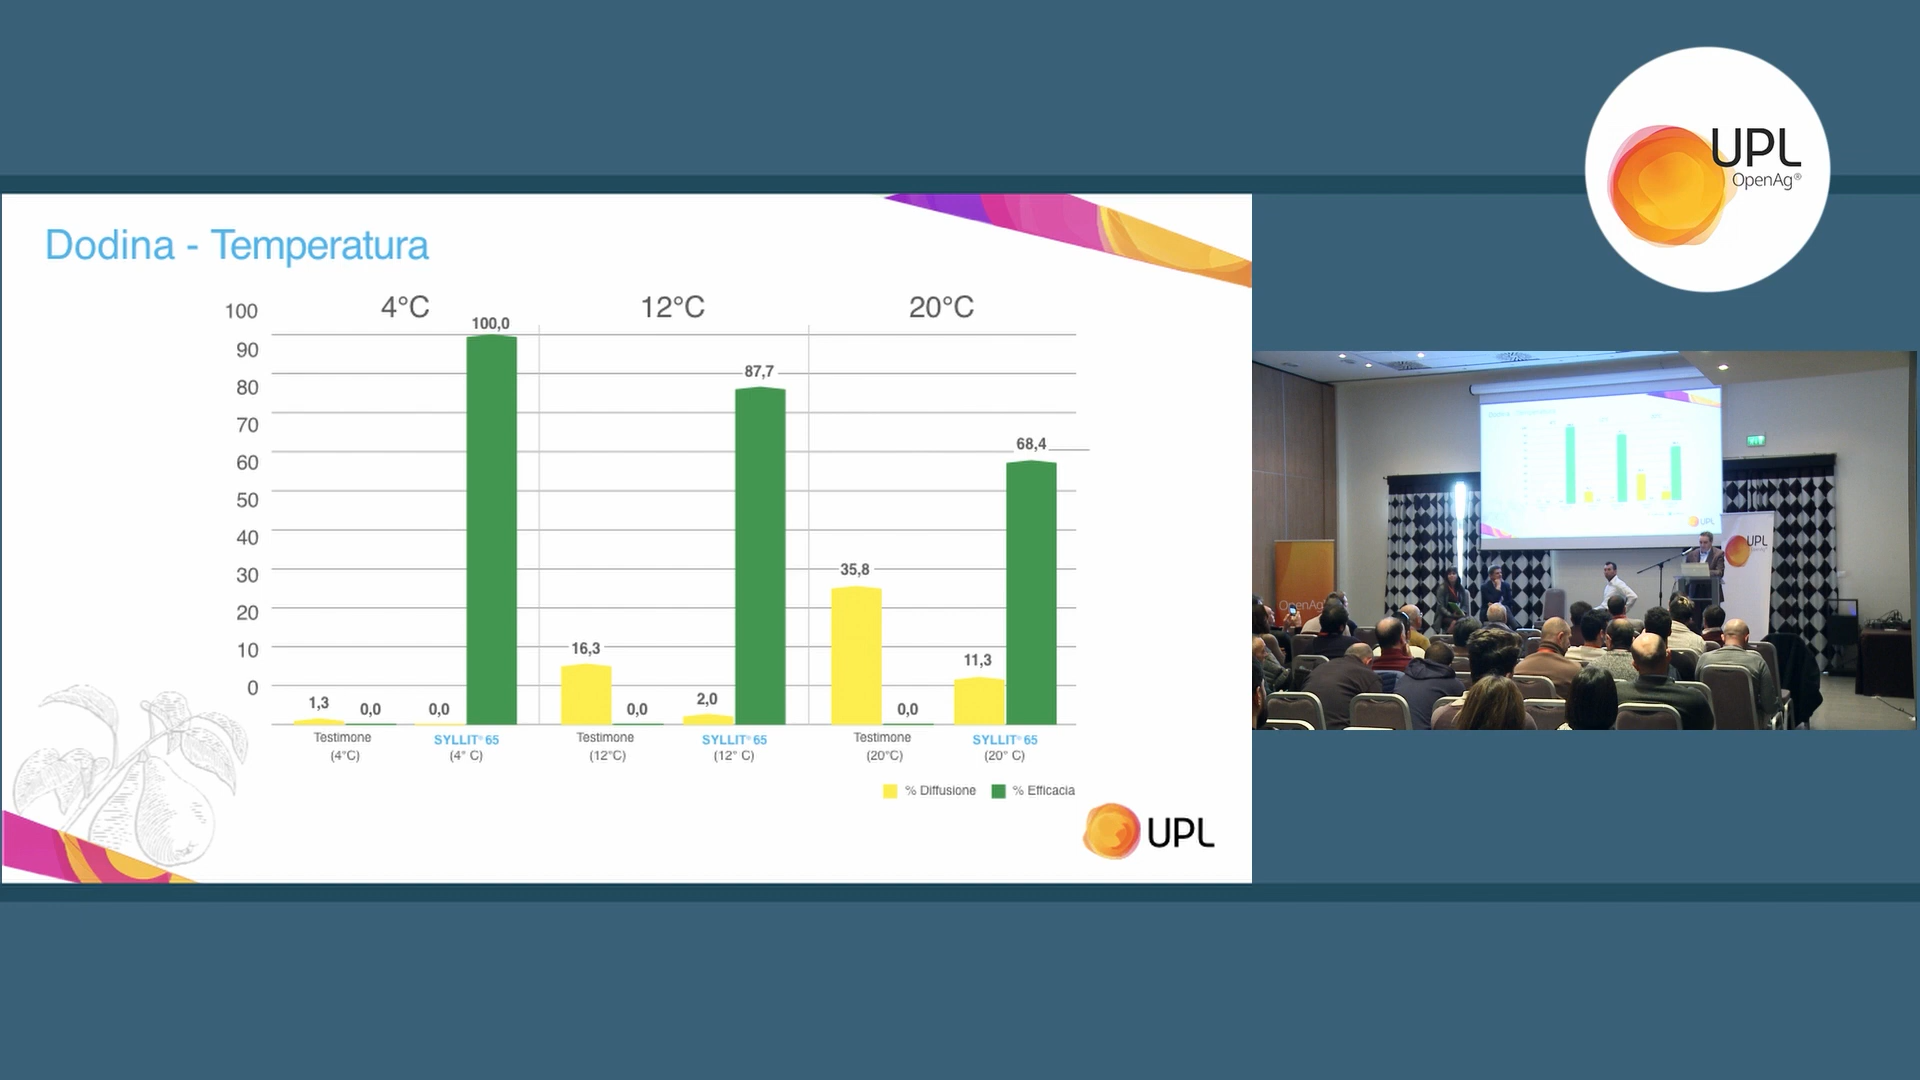 UPL
OpenAg®
Dodina - Temperatura
4°C
12°C
20°C
100
90
80
70
60
50
40
30
20
10
0
100,0
87,7
68,4
35,8
16,3
11,3
1,3
0,0
0,0
0,0
2,0
0,0
Testimone
(4°C)
SYLLIT® 65
(4° C)
Testimone
(12°C)
SYLLIT® 65
(12° C)
Testimone
(20°C)
SYLLIT® 65
(20° C)
% Diffusione
% Efficacia
UPL
UPL
OpenAg
UPL